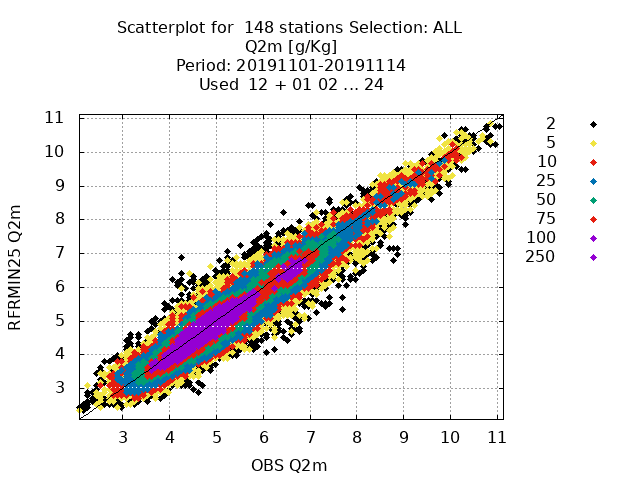 Scatterplot for  148 stations Selection: ALL
Q2m [g/Kg]
Period: 20191101-20191114
Used  12 + 01 02 ... 24
11
10
9
8
7
6
5
4
3
RFRMIN25 Q2m
3 4 5 6 7 8 9 10 11
OBS Q2m
2
5
10
25
50
75
100
250